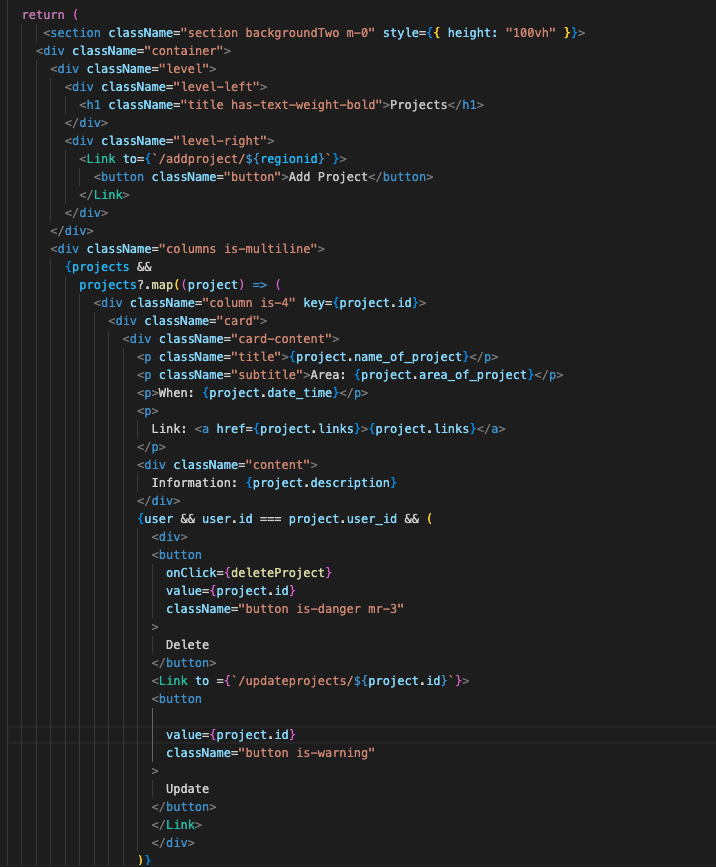 return (
<section className="section backgroundTwo m-0" style={{ height: "100vh" }}>
<div className="container">
<div className="level">
<div className="level-left">
<h1 className="title has-text-weight-bold">Projects</h1>
</div>
<div className="level-right">
<Link to={`/addproject/${regionid}`}>
<button className="button">Add Project</button>
</Link>
</div>
</div>
<div className="columns is-multiline">
{projects &&
projects?.map((project) => (
<div className="column is-4" key={project.id}>
<div className="card">
<div className="card-content">
<p className="title">{project.name_of_project}</p>
<p className="subtitle">Area: {project.area_of_project}</p>
<p>When: {project.date_time}</p>
<p>
Link: <a href={project.links}>{project.links}</a>
</p>
<div className="content">
Information: {project.description}
</div>
{user && user.id === project.user_id && (
<div>
<button
onClick={deleteProject}
value={project.id}
className="button is-danger mr-3"
>
Delete
</button>
<Link to ={`/updateprojects/${project.id}`}>
<button
value={project.id}
className="button is-warning"
>
Update
</button>
</Link>
</div>
)}